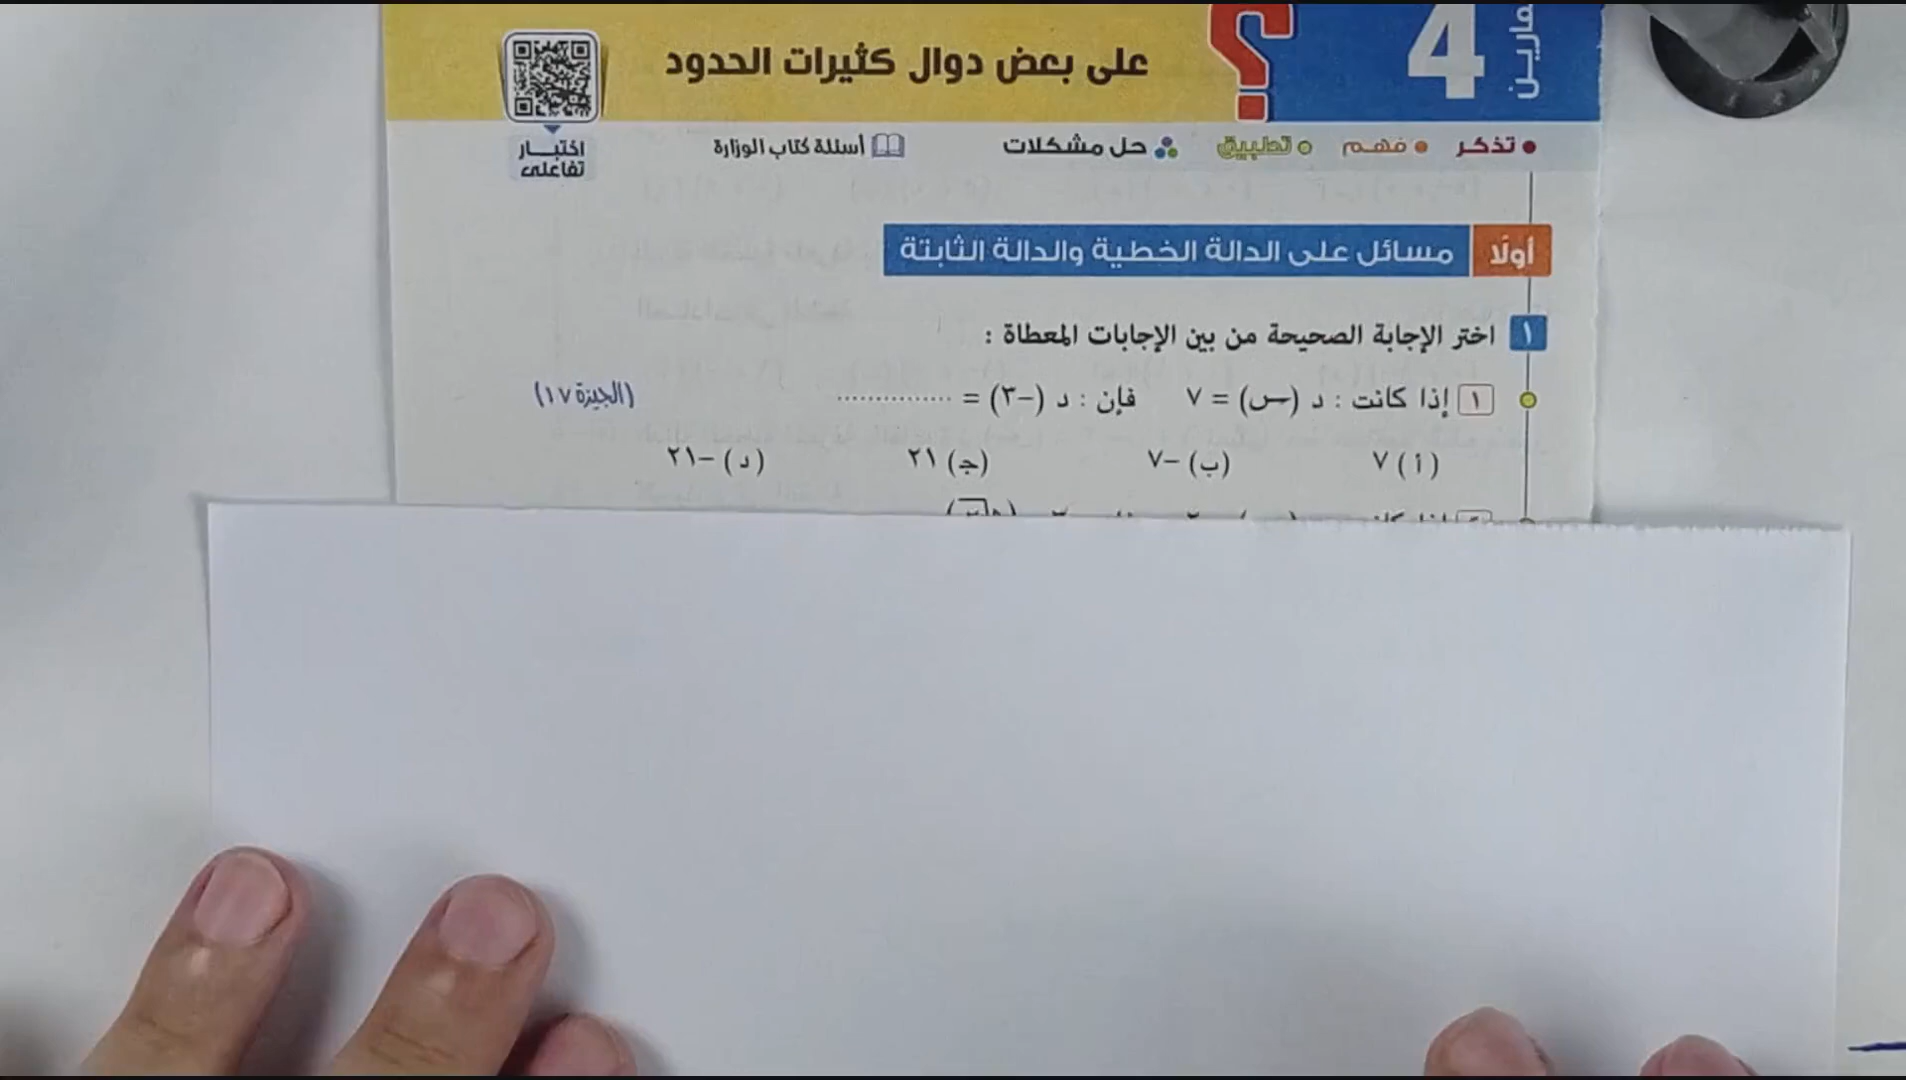 تمارين 4 ؟ على بعض دوال كثيرات الحدود
اختبار تفاعلى
• تذكر • فهم • تطبيق حل مشكلات أسئلة كتاب الوزارة
أولًا مسائل على الدالة الخطية والدالة الثابتة
١ اختر الإجابة الصحيحة من بين الإجابات المعطاة :
١ إذا كانت : د (س) = ٧ فإن : د (-٣) = .............. (الجيزة ١٧)
(أ) ٧ (ب) -٧ (جـ) ٢١ (د) -٢١